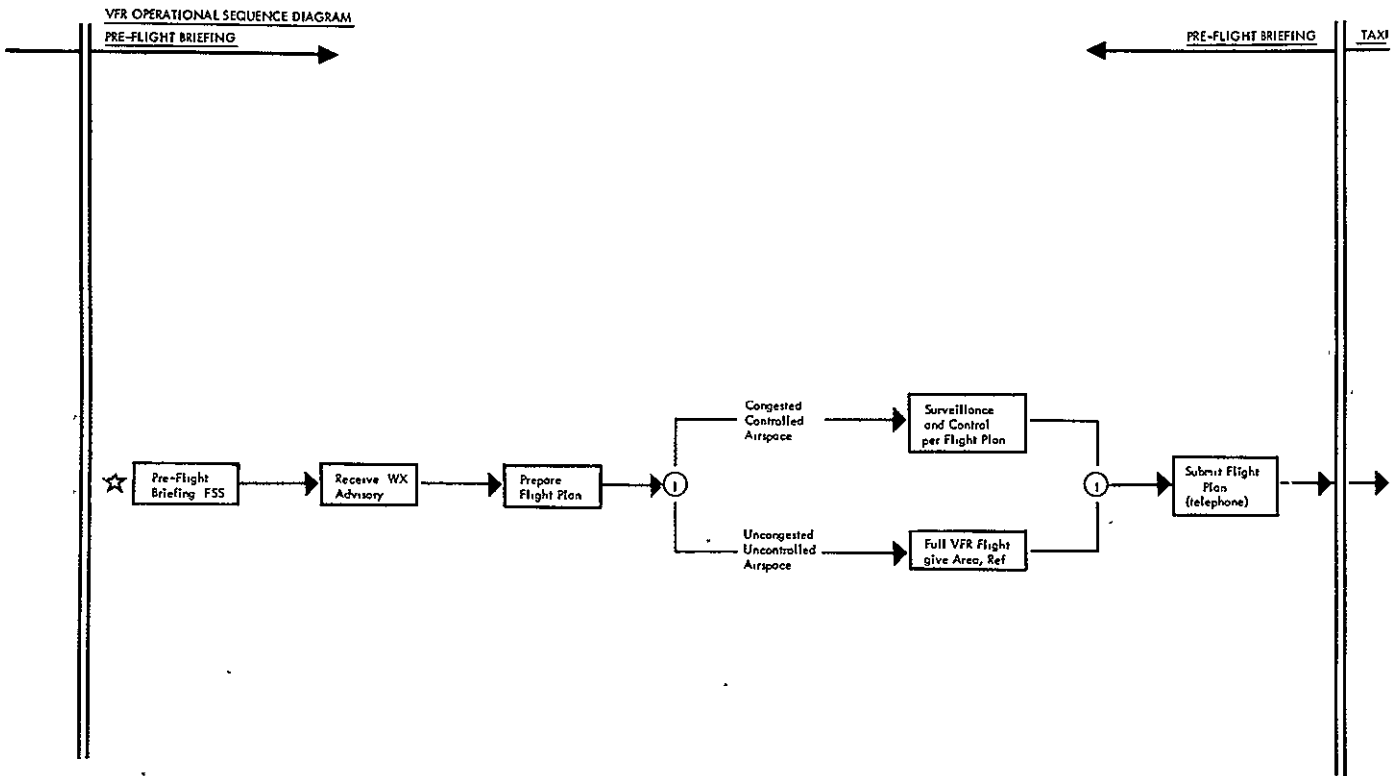 VFR OPERATIONAL SEQUENCE DIAGRAM
PRE-FLIGHT BRIEFING
PRE-FLIGHT BRIEFING
TAXI
Pre-Flight
Briefing FSS
Receive WX
Advisory
Prepare
Flight Plan
1
Congested
Controlled
Airspace
Surveillance
and Control
per Flight Plan
Uncongested
Uncontrolled
Airspace
Full VFR Flight
give Area, Ref
1
Submit Flight
Plan
(telephone)